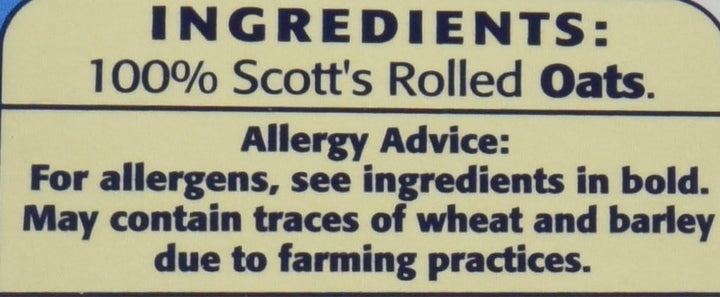 INGREDIENTS:
100% Scott's Rolled Oats.
Allergy Advice:
For allergens, see ingredients in bold.
May contain traces of wheat and barley
due to farming practices.